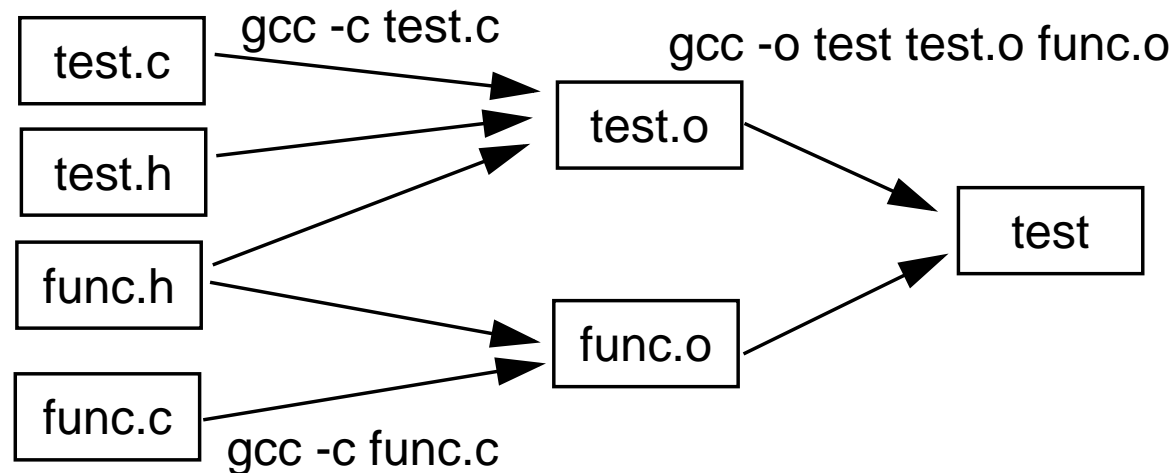 gcc -c test.c
test.c
gcc -o test test.o func.o
test.o
test.h
test
func.h
func.o
func.c
gcc -c func.c